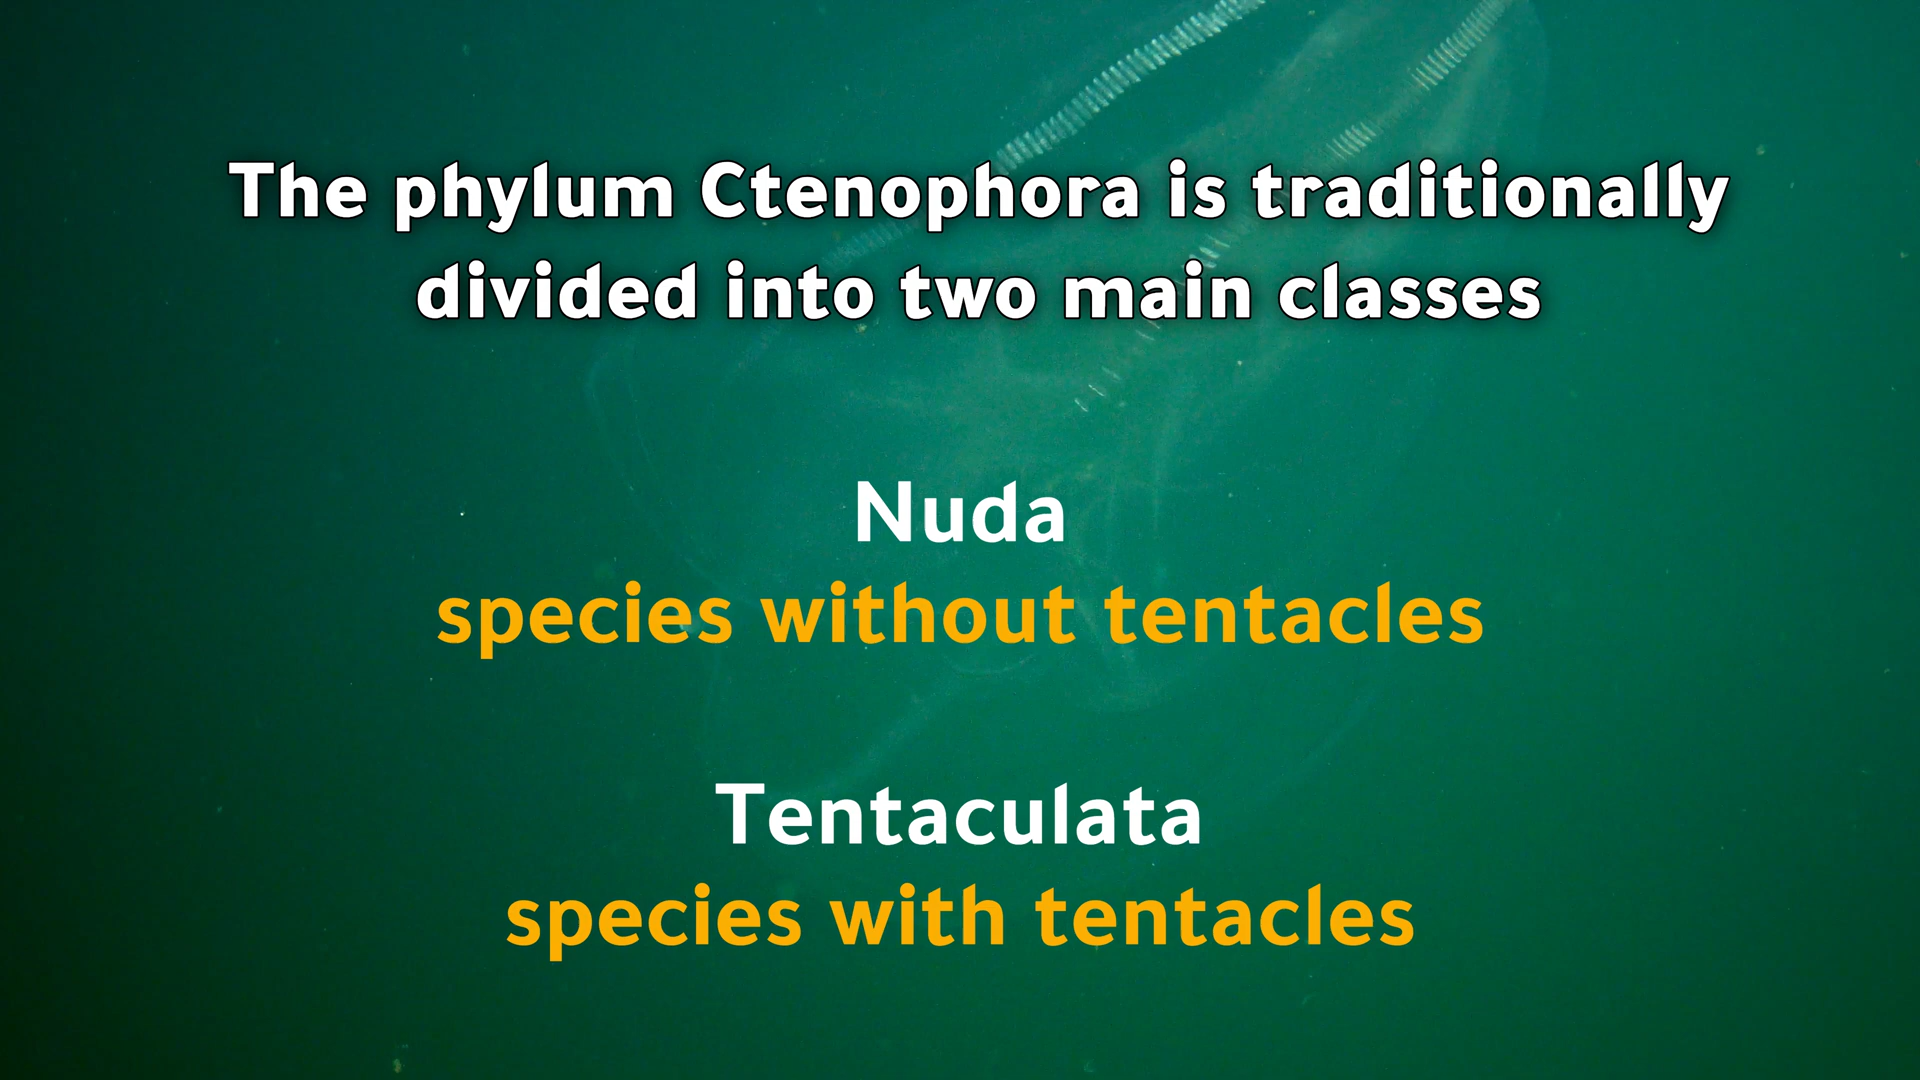 The phylum Ctenophora is traditionally
divided into two main classes
Nuda
species without tentacles
Tentaculata
species with tentacles